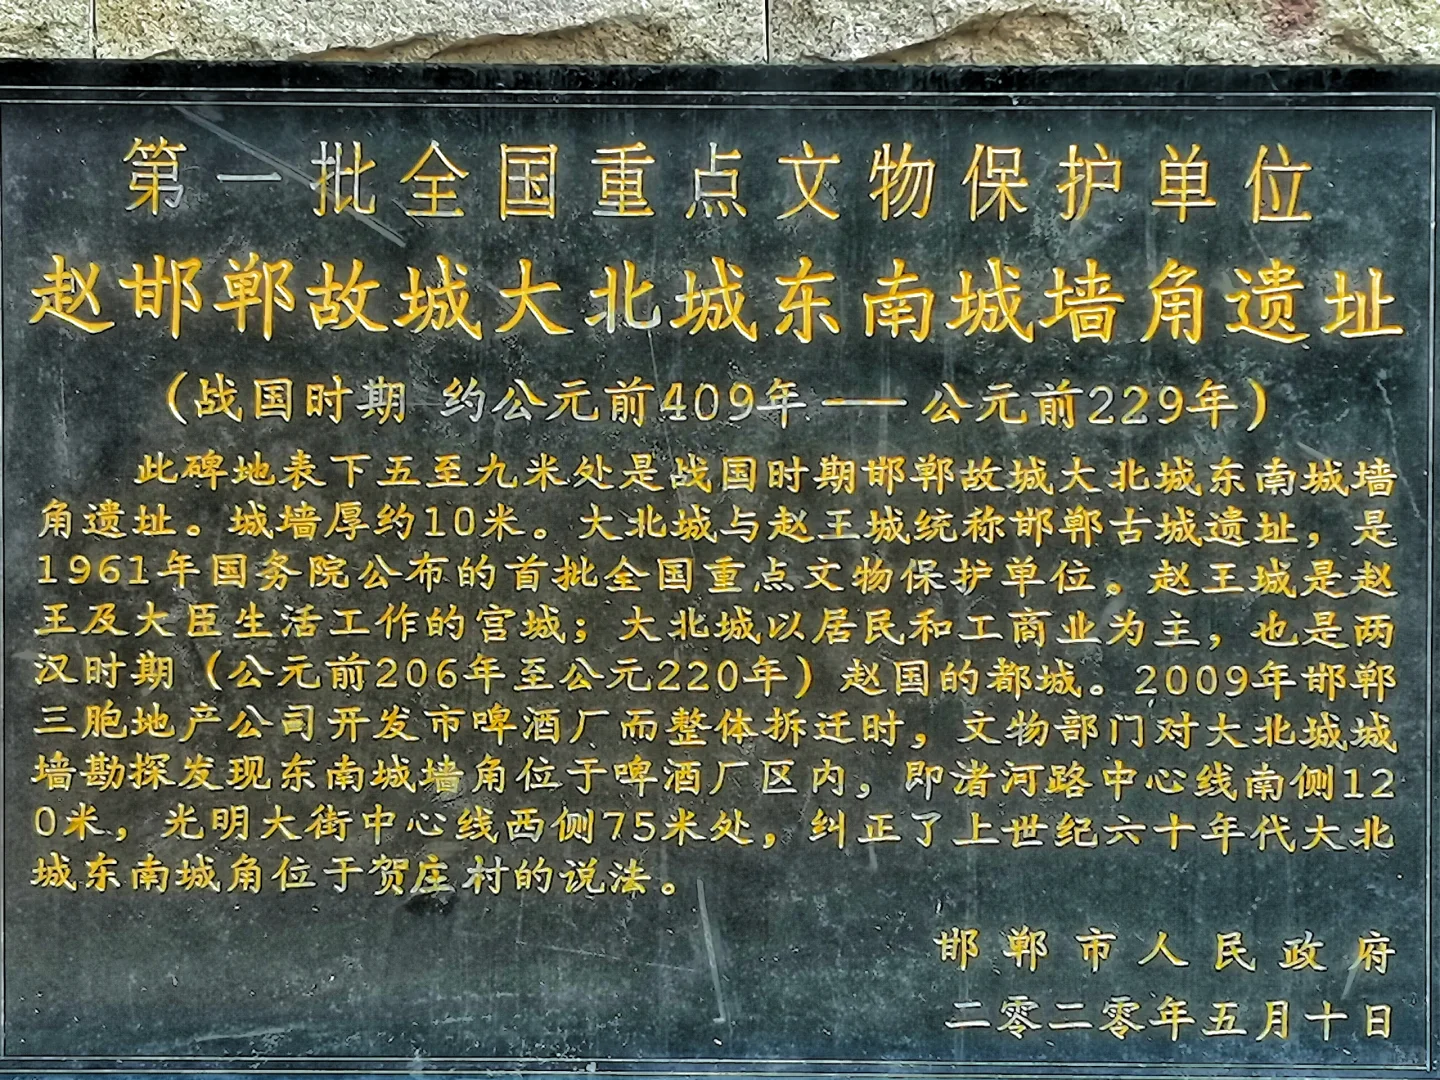 第一批全国重点文物保护单位
赵邯郸故城大北城东南城墙角遗址
（战国时期 约公元前409年——公元前229年）
此碑地表下五至九米处是战国时期邯郸故城大北城东南城墙
角遗址。城墙厚约10米。大北城与赵王城统称邯郸古城遗址，是
1961年国务院公布的首批全国重点文物保护单位。赵王城是赵
王及大臣生活工作的宫城；大北城以居民和工商业为主，也是两
汉时期（公元前206年至公元220年）赵国的都城。2009年邯郸
三胞地产公司开发市啤酒厂而整体拆迁时，文物部门对大北城城
墙勘探发现东南城墙角位于啤酒厂区内，即渚河路中心线南侧12
0米，光明大街中心线西侧75米处，纠正了上世纪六十年代大北
城东南城角位于贺庄村的说法。
邯郸市人民政府
二零二零年五月十日